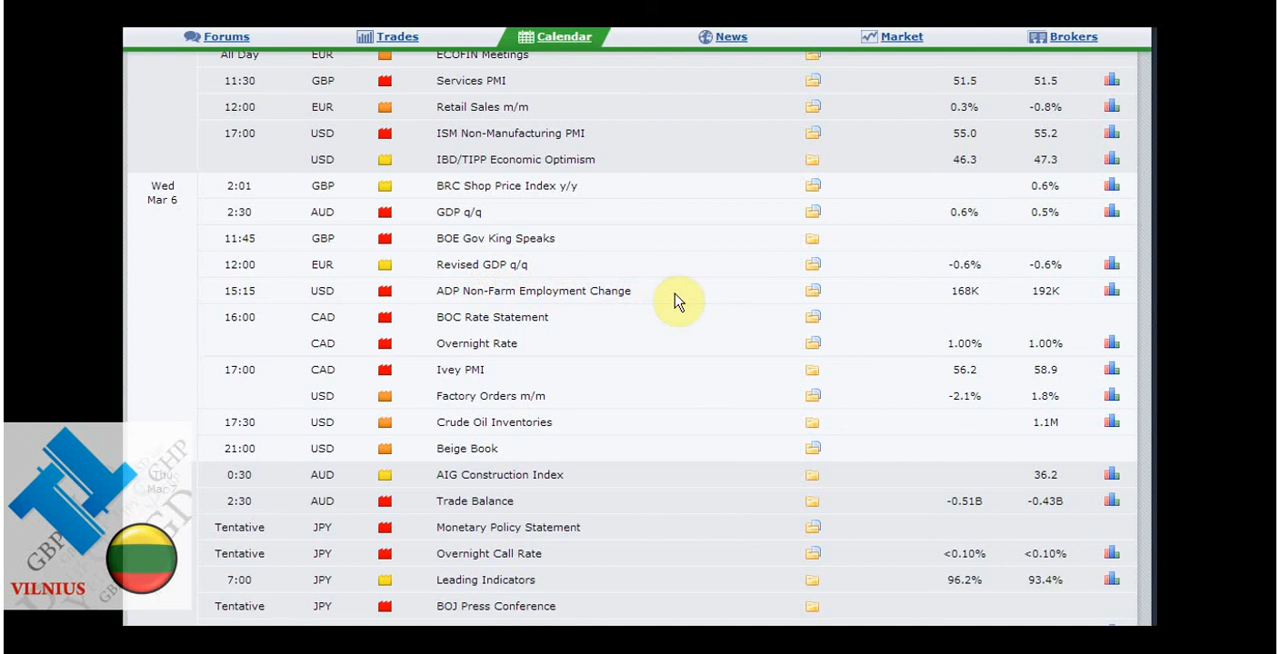 Forums Trades Calendar News Market Brokers
All Day EUR ECOFIN Meetings
11:30 GBP Services PMI 51.5 51.5
12:00 EUR Retail Sales m/m 0.3% -0.8%
17:00 USD ISM Non-Manufacturing PMI 55.0 55.2
USD IBD/TIPP Economic Optimism 46.3 47.3
Wed 2:01 GBP BRC Shop Price Index y/y 0.6%
Mar 6
2:30 AUD GDP q/q 0.6% 0.5%
11:45 GBP BOE Gov King Speaks
12:00 EUR Revised GDP q/q -0.6% -0.6%
15:15 USD ADP Non-Farm Employment Change 168K 192K
16:00 CAD BOC Rate Statement
CAD Overnight Rate 1.00% 1.00%
17:00 CAD Ivey PMI 56.2 58.9
USD Factory Orders m/m -2.1% 1.8%
17:30 USD Crude Oil Inventories 1.1M
21:00 USD Beige Book
Thu 0:30 AUD AIG Construction Index 36.2
Mar 7
2:30 AUD Trade Balance -0.51B -0.43B
Tentative JPY Monetary Policy Statement
Tentative JPY Overnight Call Rate <0.10% <0.10%
7:00 JPY Leading Indicators 96.2% 93.4%
Tentative JPY BOJ Press Conference
GHP
GBP
VILNIUS